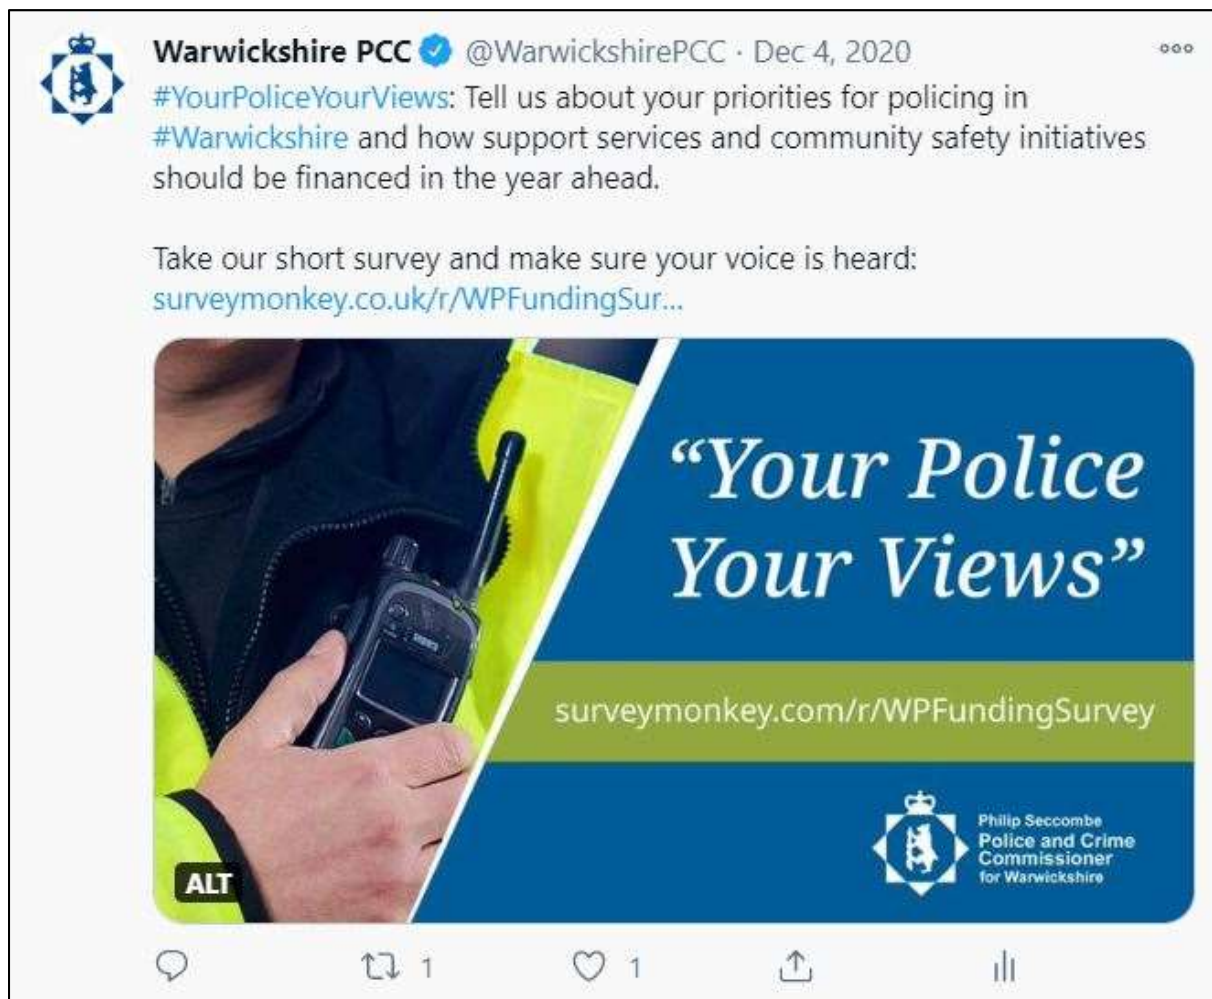 Warwickshire PCC @WarwickshirePCC · Dec 4, 2020
#YourPoliceYourViews: Tell us about your priorities for policing in
#Warwickshire and how support services and community safety initiatives
should be financed in the year ahead.
Take our short survey and make sure your voice is heard:
surveymonkey.co.uk/r/WPFundingSur...
“Your Police
Your Views”
surveymonkey.com/r/WPFundingSurvey
Philip Seccombe
Police and Crime
Commissioner
for Warwickshire
ALT
1
1